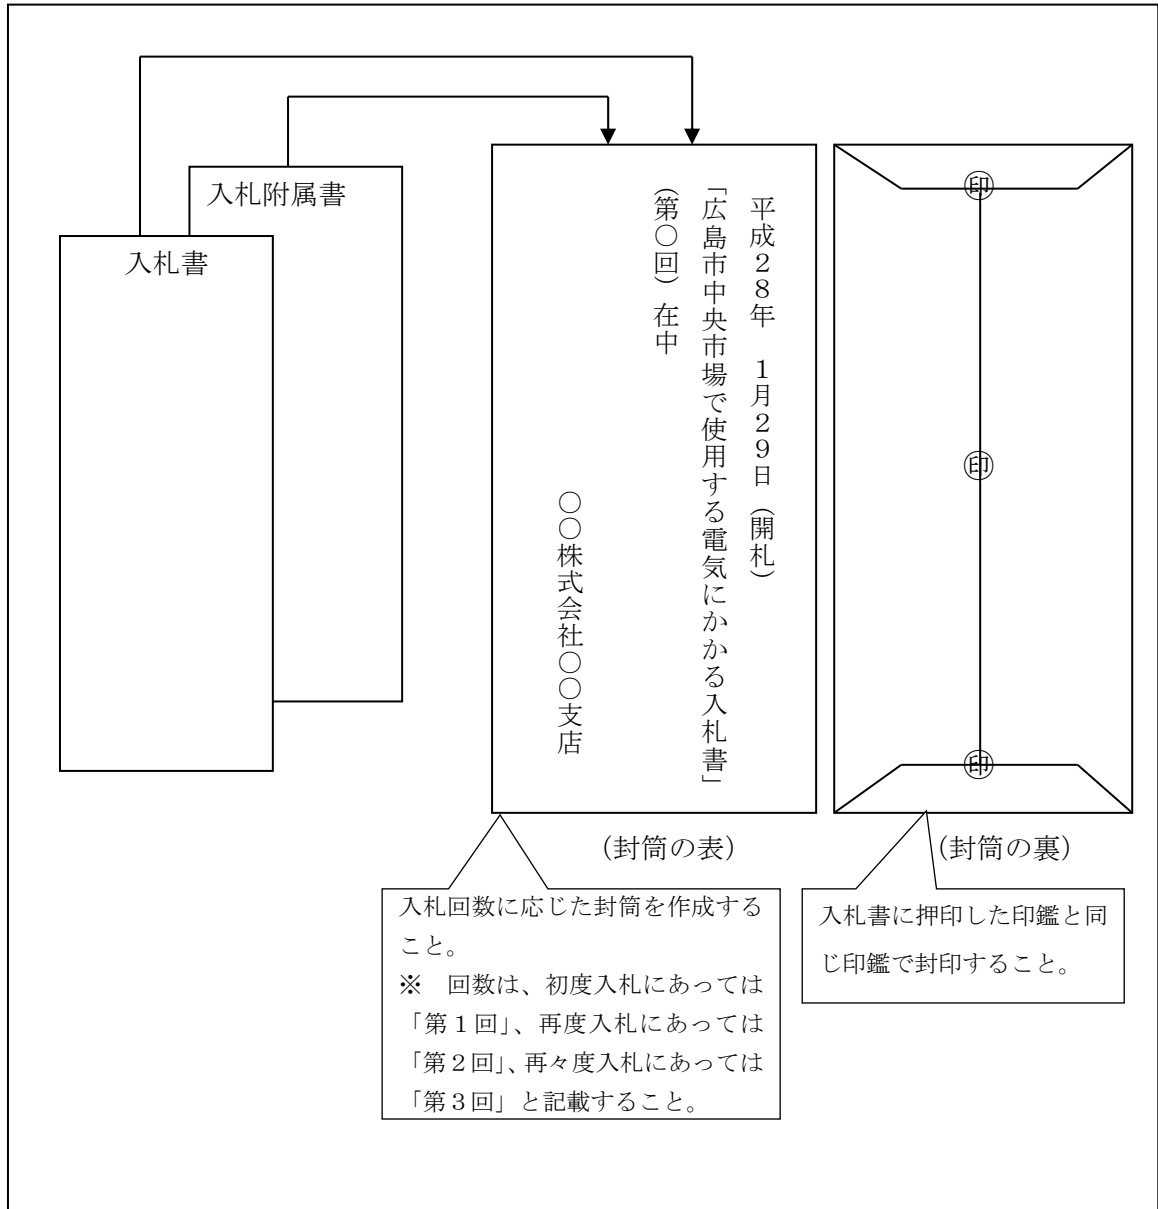 入札附属書
入札書
平成２８年　１月２９日（開札）
「広島市中央市場で使用する電気にかかる入札書」
（第○回）在中
○○株式会社○○支店
㊞
㊞
㊞
（封筒の表）
（封筒の裏）
入札回数に応じた封筒を作成する
こと。
※　回数は、初度入札にあっては
「第１回」、再度入札にあっては
「第２回」、再々度入札にあっては
「第３回」と記載すること。
入札書に押印した印鑑と同
じ印鑑で封印すること。